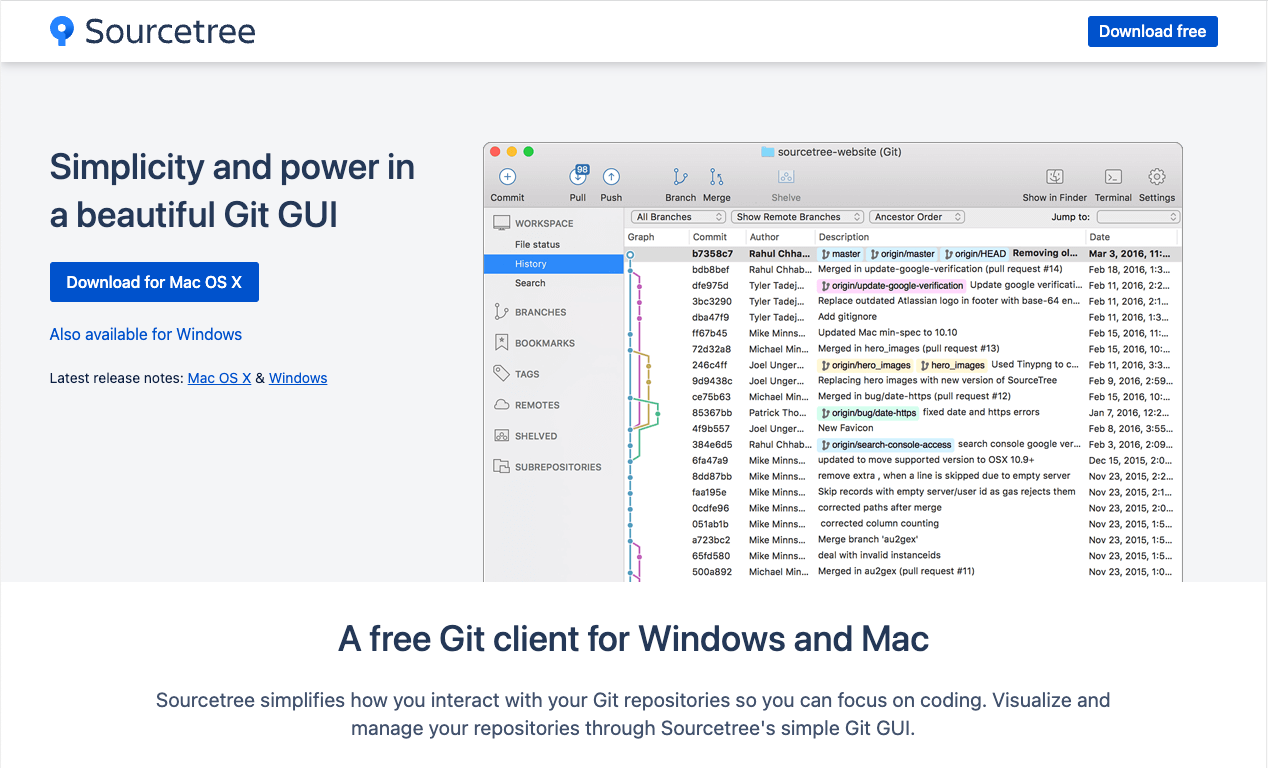 Sourcetree
Download free
Simplicity and power in
a beautiful Git GUI
Download for Mac OS X
Also available for Windows
Latest release notes: Mac OS X & Windows
sourcetree-website (Git)
98
Commit Pull Push Branch Merge Shelve Show in Finder Terminal Settings
WORKSPACE
File status
History
Search
BRANCHES
BOOKMARKS
TAGS
REMOTES
SHELVED
SUBREPOSITORIES
All Branches Show Remote Branches Ancestor Order Jump to:
Graph Commit Author Description Date
b7358c7 Rahul Chha... master origin/master origin/HEAD Removing ol... Mar 3, 2016, 11:...
bdb8bef Rahul Chhab... Merged in update-google-verification (pull request #14) Feb 18, 2016, 1:3...
dfe975d Tyler Tadej... origin/update-google-verification Update google verificati... Feb 11, 2016, 2:2...
3bc3290 Tyler Tadej... Replace outdated Atlassian logo in footer with base-64 en... Feb 11, 2016, 2:1...
dba47f9 Tyler Tadej... Add gitignore Feb 11, 2016, 1:3...
ff67b45 Mike Minns... Updated Mac min-spec to 10.10 Feb 15, 2016, 11:...
72d32a8 Michael Min... Merged in hero_images (pull request #13) Feb 15, 2016, 10:...
246c4ff Joel Unger... origin/hero_images hero_images Used Tinypng to c... Feb 11, 2016, 3:3...
9d9438c Joel Unger... Replacing hero images with new version of SourceTree Feb 9, 2016, 2:59...
ce75b63 Michael Min... Merged in bug/date-https (pull request #12) Feb 15, 2016, 10:...
85367bb Patrick Tho... origin/bug/date-https fixed date and https errors Jan 7, 2016, 12:2...
4f9b557 Joel Unger... New Favicon Feb 8, 2016, 3:55...
384e6d5 Rahul Chhab... origin/search-console-access search console google ver... Feb 3, 2016, 2:09...
6fa47a9 Mike Minns... updated to move supported version to OSX 10.9+ Dec 15, 2015, 2:0...
8dd87bb Mike Minns... remove extra , when a line is skipped due to empty server Nov 23, 2015, 2:2...
faa195e Mike Minns... Skip records with empty server/user id as gas rejects them Nov 23, 2015, 2:1...
0cdfe96 Mike Minns... corrected paths after merge Nov 23, 2015, 2:0...
051ab1b Mike Minns... corrected column counting Nov 23, 2015, 1:5...
a723bc2 Mike Minns... Merge branch 'au2gex' Nov 23, 2015, 1:5...
65fd580 Mike Minns... deal with invalid instanceids Nov 23, 2015, 1:5...
500a892 Michael Min... Merged in au2gex (pull request #11) Nov 23, 2015, 1:0...
A free Git client for Windows and Mac
Sourcetree simplifies how you interact with your Git repositories so you can focus on coding. Visualize and
manage your repositories through Sourcetree's simple Git GUI.